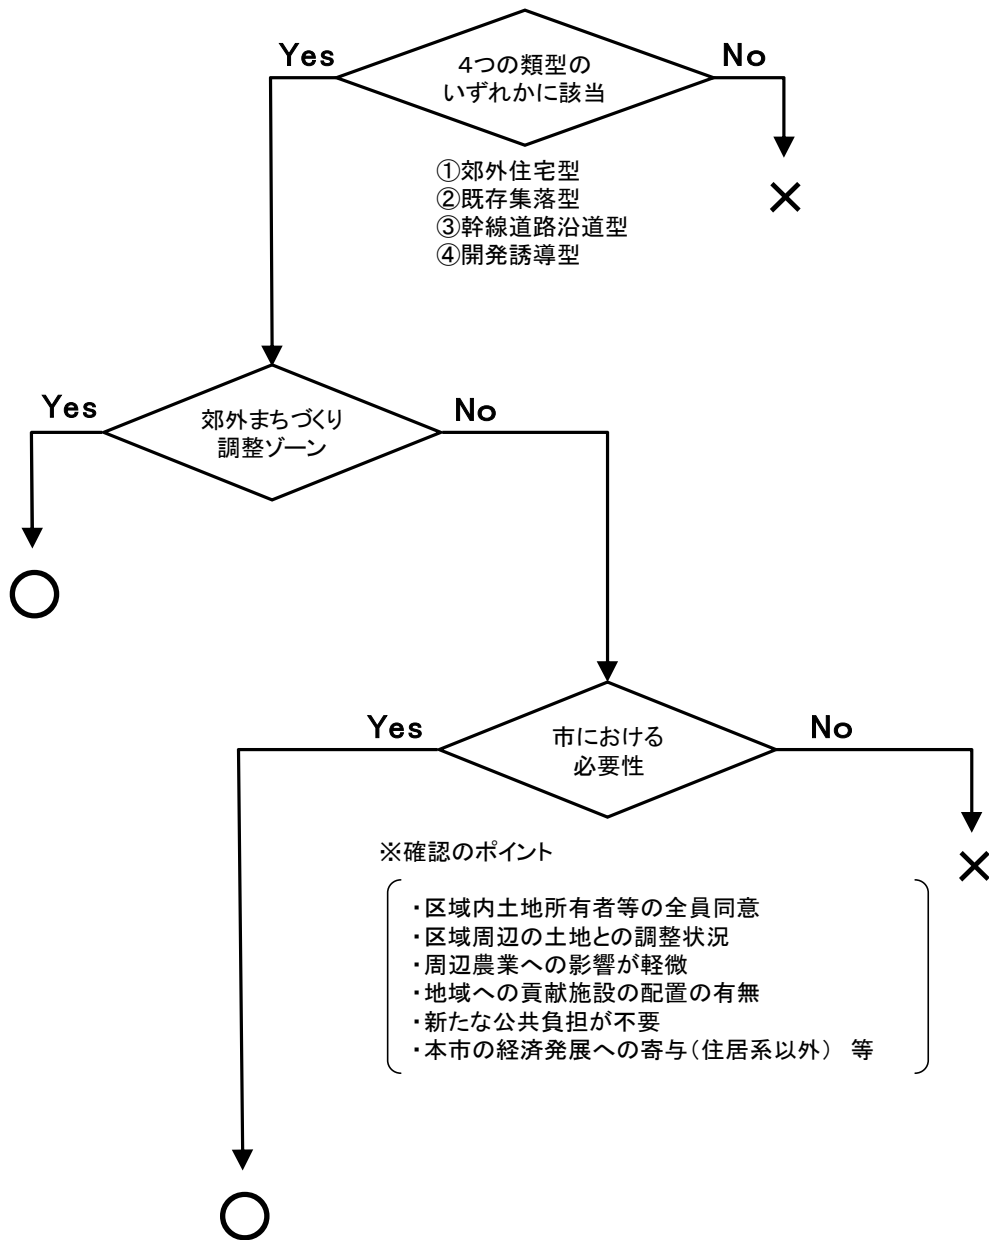 Yes
No
4つの類型の
いずれかに該当
①郊外住宅型
②既存集落型
③幹線道路沿道型
④開発誘導型
×
Yes
No
郊外まちづくり
調整ゾーン
○
Yes
No
市における
必要性
×
※確認のポイント
・区域内土地所有者等の全員同意
・区域周辺の土地との調整状況
・周辺農業への影響が軽微
・地域への貢献施設の配置の有無
・新たな公共負担が不要
・本市の経済発展への寄与（住居系以外） 等
○